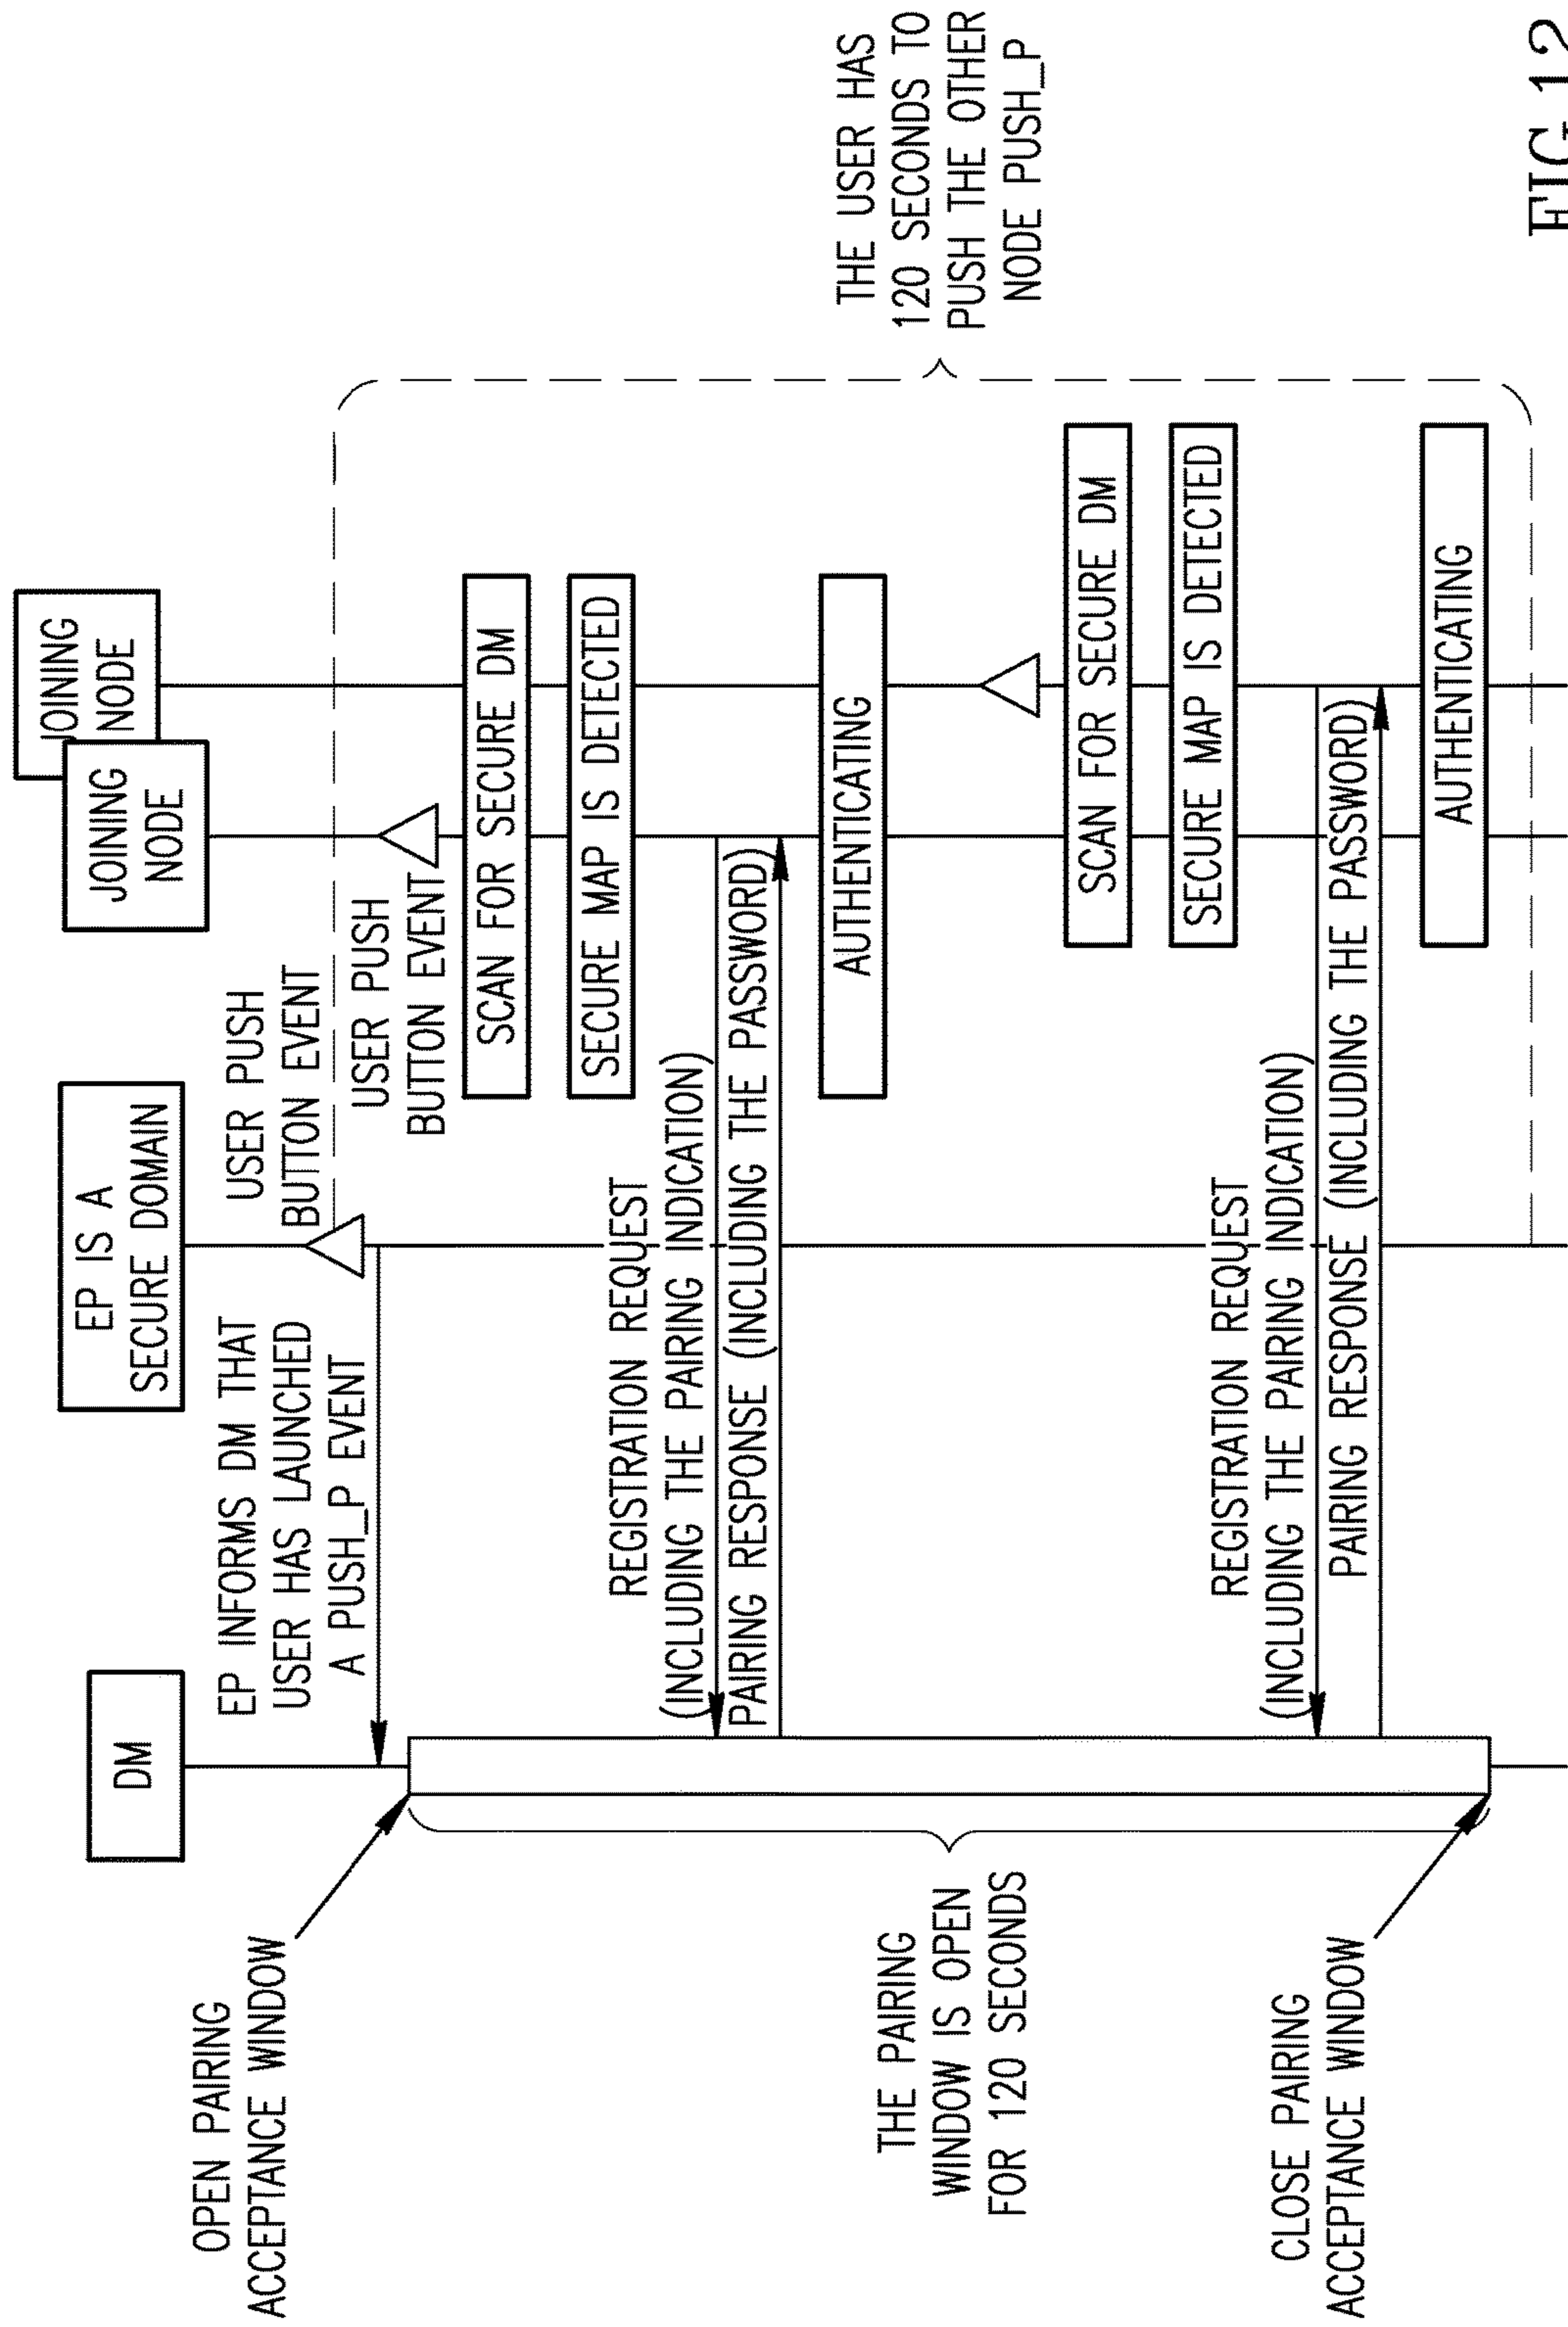 DM
EP IS A
SECURE DOMAIN
JOINING
NODE
JOINING
NODE
OPEN PAIRING
ACCEPTANCE WINDOW
EP INFORMS DM THAT
USER HAS LAUNCHED
A PUSH_P EVENT
USER PUSH
BUTTON EVENT
USER PUSH
BUTTON EVENT
SCAN FOR SECURE DM
SECURE MAP IS DETECTED
REGISTRATION REQUEST
(INCLUDING THE PAIRING INDICATION)
PAIRING RESPONSE (INCLUDING THE PASSWORD)
AUTHENTICATING
THE PAIRING
WINDOW IS OPEN
FOR 120 SECONDS
THE USER HAS
120 SECONDS TO
PUSH THE OTHER
NODE PUSH_P
SCAN FOR SECURE DM
SECURE MAP IS DETECTED
REGISTRATION REQUEST
(INCLUDING THE PAIRING INDICATION)
PAIRING RESPONSE (INCLUDING THE PASSWORD)
CLOSE PAIRING
ACCEPTANCE WINDOW
AUTHENTICATING
FIG.12